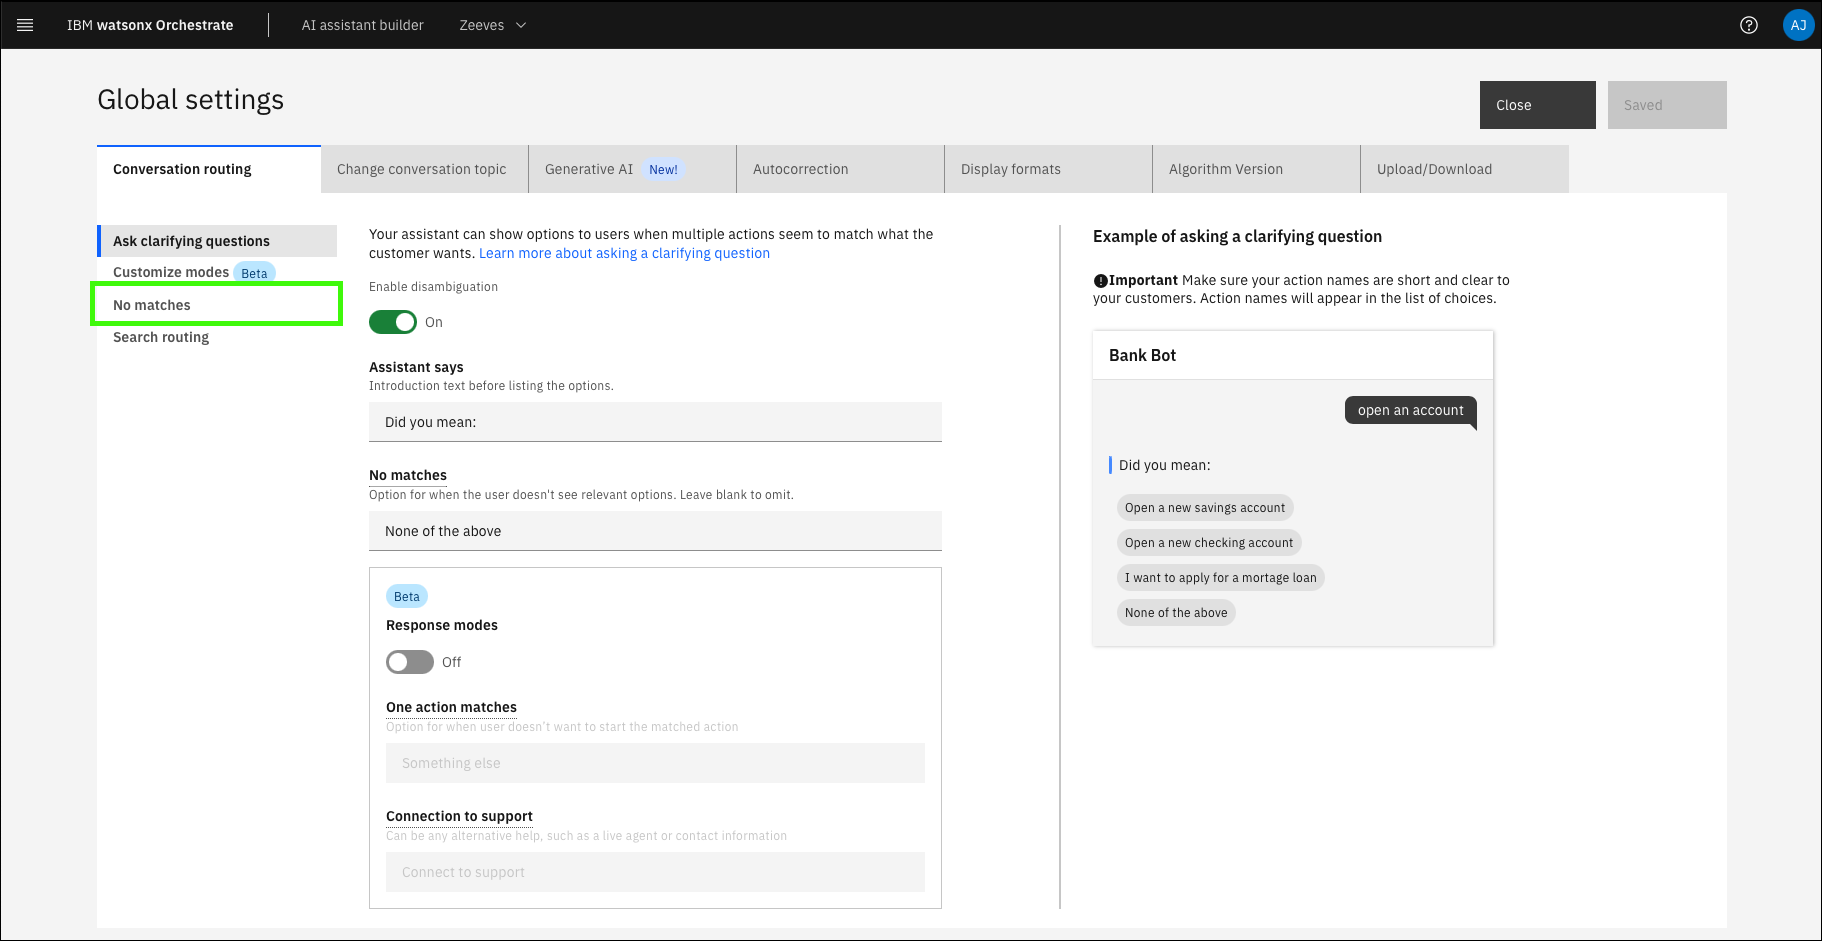 IBM watsonx Orchestrate
AI assistant builder
Zeeves
AJ
Global settings
Close
Saved
Conversation routing
Change conversation topic
Generative AI New!
Autocorrection
Display formats
Algorithm Version
Upload/Download
Ask clarifying questions
Customize modes Beta
No matches
Search routing
Your assistant can show options to users when multiple actions seem to match what the
customer wants. Learn more about asking a clarifying question
Enable disambiguation
On
Assistant says
Introduction text before listing the options.
Did you mean:
No matches
Option for when the user doesn't see relevant options. Leave blank to omit.
None of the above
Beta
Response modes
Off
One action matches
Option for when user doesn't want to start the matched action
Something else
Connection to support
Can be any alternative help, such as a live agent or contact information
Connect to support
Example of asking a clarifying question
Important Make sure your action names are short and clear to
your customers. Action names will appear in the list of choices.
Bank Bot
open an account
Did you mean:
Open a new savings account
Open a new checking account
I want to apply for a mortage loan
None of the above